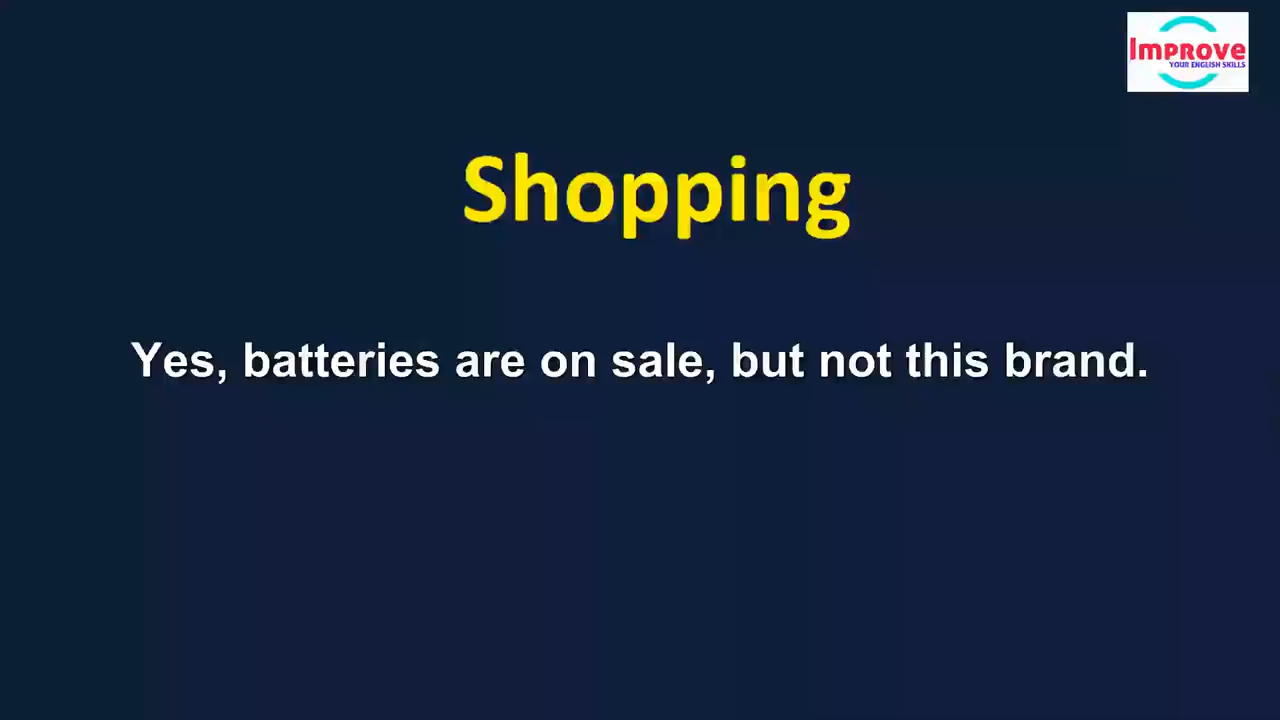 Improve
YOUR ENGLISH SKILLS
Shopping
Yes, batteries are on sale, but not this brand.